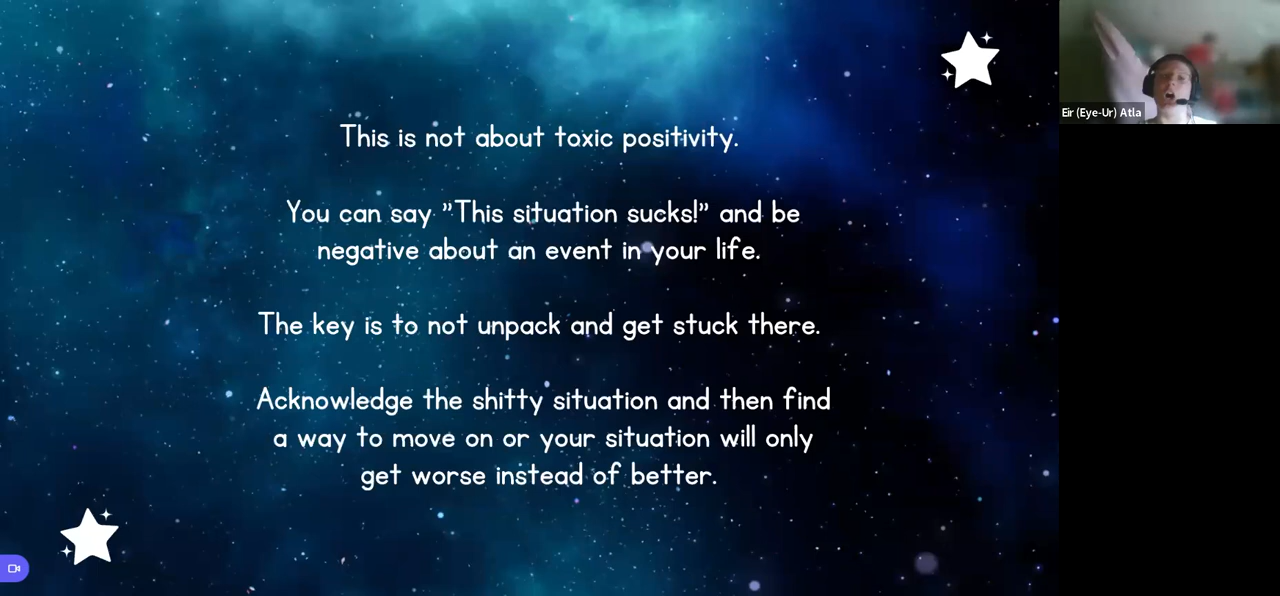 This is not about toxic positivity.
You can say ”This situation sucks!” and be
negative about an event in your life.
The key is to not unpack and get stuck there.
Acknowledge the shitty situation and then find
a way to move on or your situation will only
get worse instead of better.
Eir (Eye-Ur) Atla